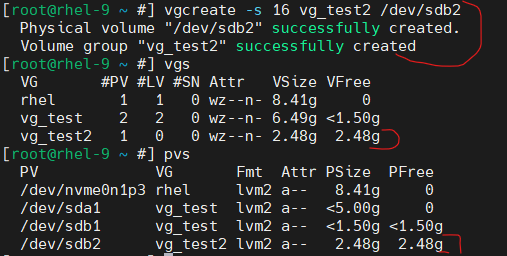 [root@rhel-9 ~ #] vgcreate -s 16 vg_test2 /dev/sdb2
  Physical volume "/dev/sdb2" successfully created.
  Volume group "vg_test2" successfully created
[root@rhel-9 ~ #] vgs
  VG       #PV #LV #SN Attr   VSize VFree
  rhel       1   1   0 wz--n- 8.41g     0
  vg_test    2   2   0 wz--n- 6.49g <1.50g
  vg_test2   1   0   0 wz--n- 2.48g  2.48g
[root@rhel-9 ~ #] pvs
  PV             VG       Fmt  Attr PSize  PFree
  /dev/nvme0n1p3 rhel     lvm2 a--   8.41g     0
  /dev/sda1      vg_test  lvm2 a--  <5.00g     0
  /dev/sdb1      vg_test  lvm2 a--  <1.50g <1.50g
  /dev/sdb2      vg_test2 lvm2 a--   2.48g  2.48g